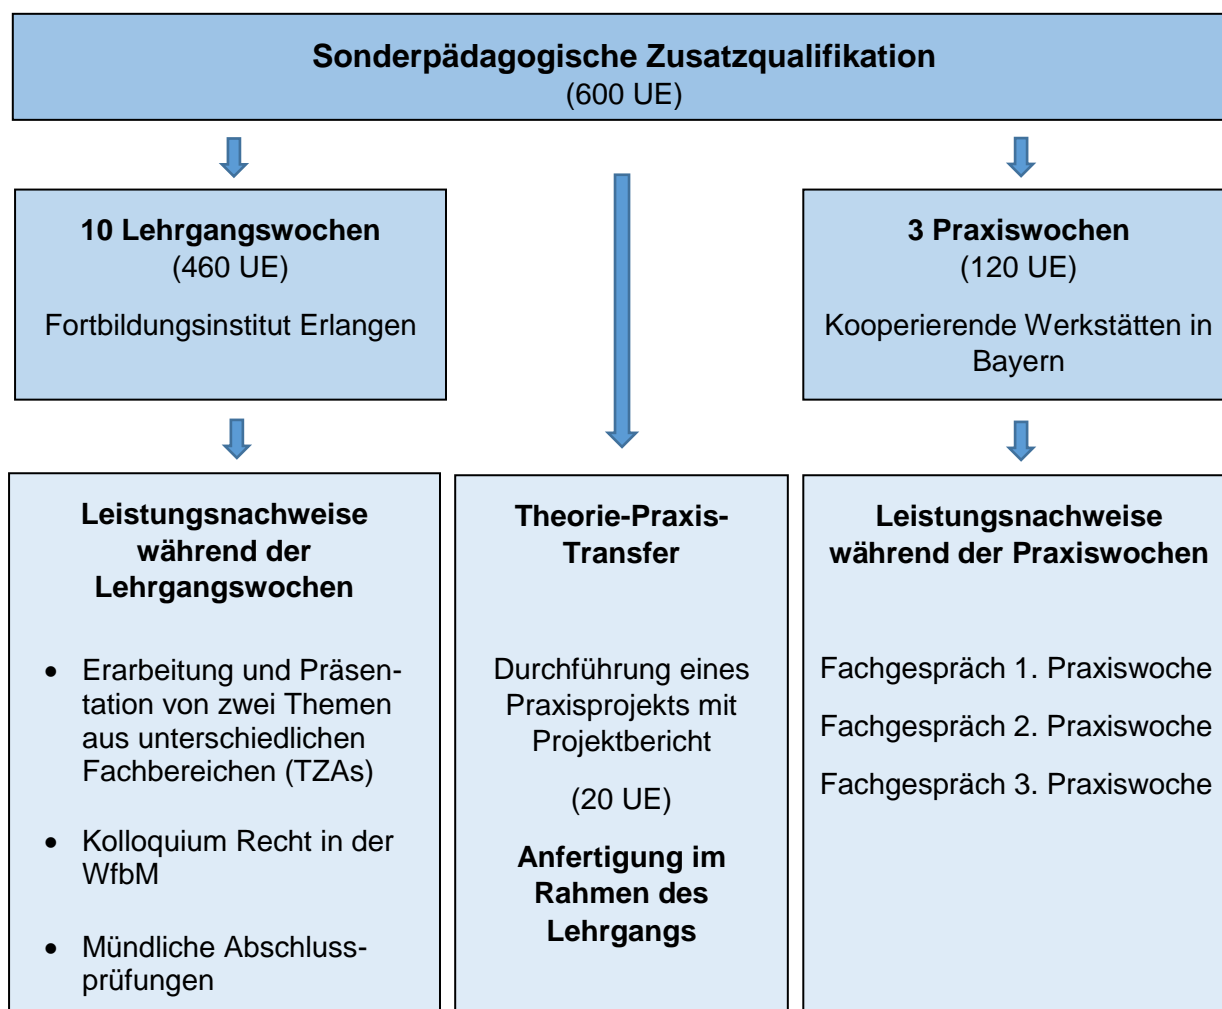 Sonderpädagogische Zusatzqualifikation
(600 UE)
10 Lehrgangswochen
(460 UE)
Fortbildungsinstitut Erlangen
3 Praxiswochen
(120 UE)
Kooperierende Werkstätten in
Bayern
Leistungsnachweise
während der
Lehrgangswochen
• Erarbeitung und Präsen-
tation von zwei Themen
aus unterschiedlichen
Fachbereichen (TZAs)
• Kolloquium Recht in der
WfbM
• Mündliche Abschluss-
prüfungen
Theorie-Praxis-
Transfer
Durchführung eines
Praxisprojekts mit
Projektbericht
(20 UE)
Anfertigung im
Rahmen des
Lehrgangs
Leistungsnachweise
während der Praxiswochen
Fachgespräch 1. Praxiswoche
Fachgespräch 2. Praxiswoche
Fachgespräch 3. Praxiswoche